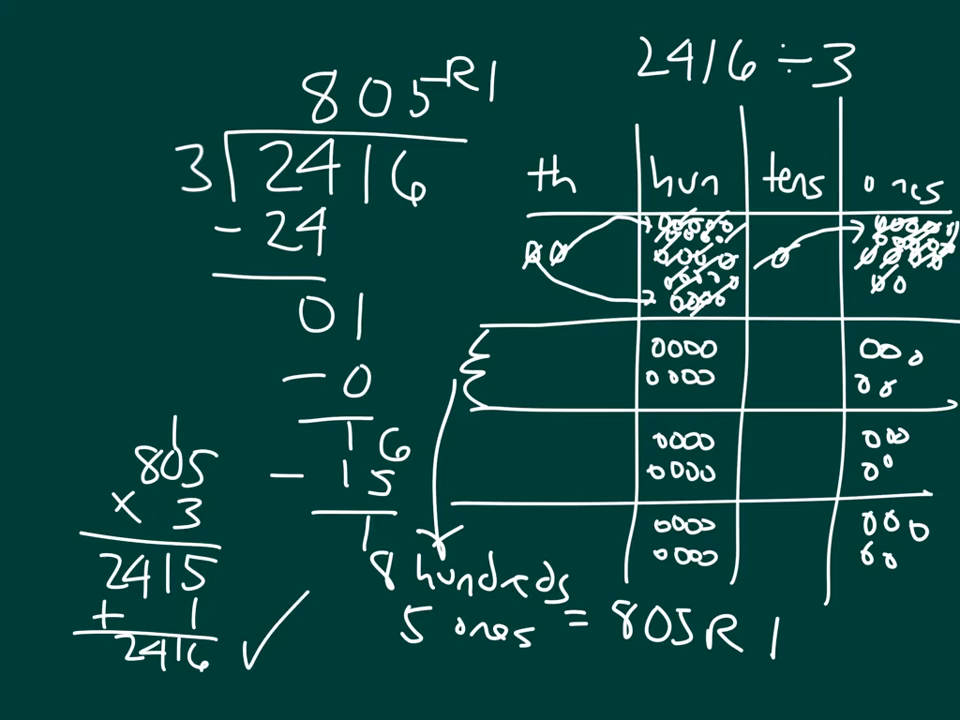 2416 ÷ 3
805 R1
3 2416
- 24
01
- 0
16
- 15
1
1
805
x 3
2415
+ 1
2416 ✓
th hun tens ones
8 hundreds
5 ones = 805 R 1